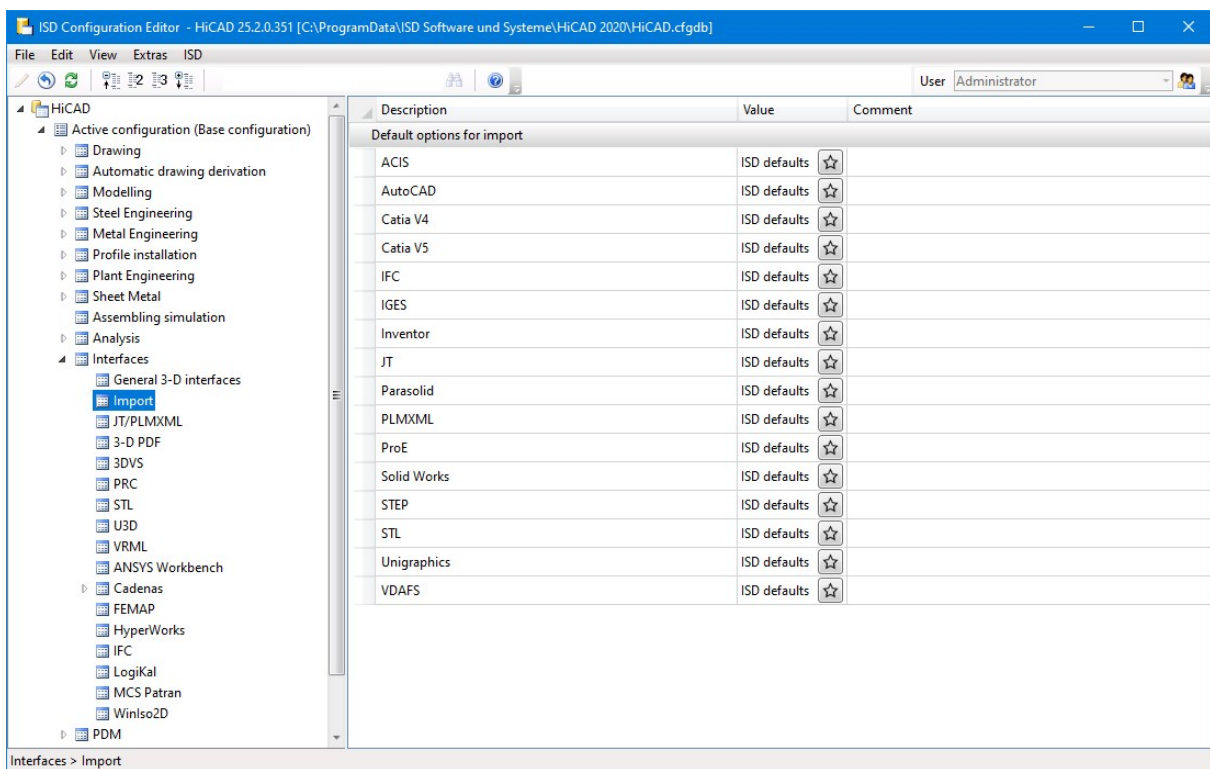 ISD Configuration Editor - HiCAD 25.2.0.351 [C:\ProgramData\ISD Software und Systeme\HiCAD 2020\HiCAD.cfgdb]
File Edit View Extras ISD
2 3 User Administrator
HiCAD
Active configuration (Base configuration)
Drawing
Automatic drawing derivation
Modelling
Steel Engineering
Metal Engineering
Profile installation
Plant Engineering
Sheet Metal
Assembling simulation
Analysis
Interfaces
General 3-D interfaces
Import
JT/PLMXML
3-D PDF
3DVS
PRC
STL
U3D
VRML
ANSYS Workbench
Cadenas
FEMAP
HyperWorks
IFC
LogiKal
MCS Patran
WinIso2D
PDM
Description Value Comment
Default options for import
ACIS ISD defaults
AutoCAD ISD defaults
Catia V4 ISD defaults
Catia V5 ISD defaults
IFC ISD defaults
IGES ISD defaults
Inventor ISD defaults
JT ISD defaults
Parasolid ISD defaults
PLMXML ISD defaults
ProE ISD defaults
Solid Works ISD defaults
STEP ISD defaults
STL ISD defaults
Unigraphics ISD defaults
VDAFS ISD defaults
Interfaces > Import